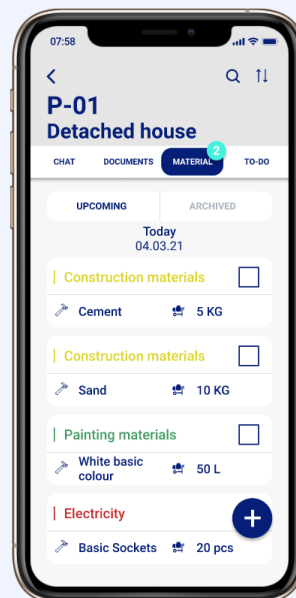 07:58
P-01
Detached house
CHAT DOCUMENTS MATERIAL 2 TO-DO
UPCOMING ARCHIVED
Today
04.03.21
Construction materials
Cement 5 KG
Construction materials
Sand 10 KG
Painting materials
White basic
colour 50 L
Electricity
+
Basic Sockets 20 pcs